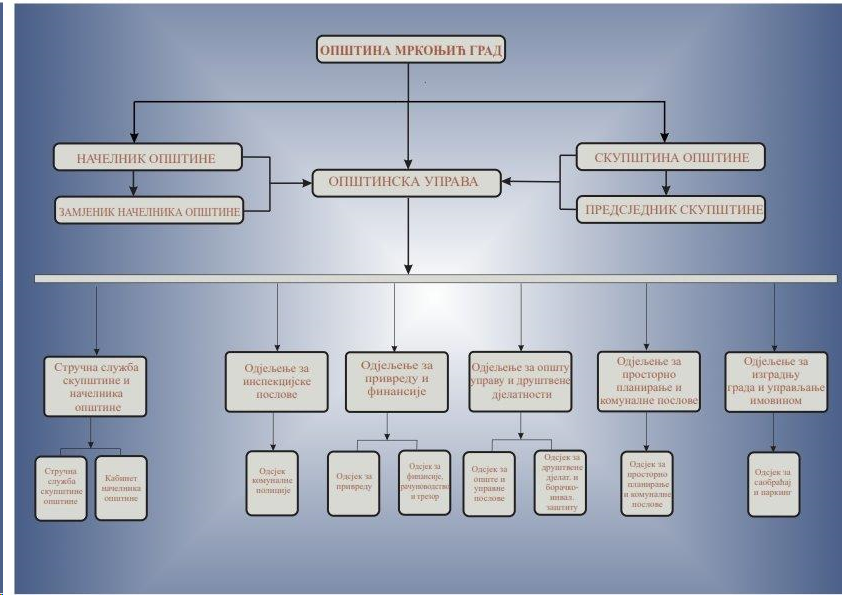 ОПШТИНА МРКОЊИЋ ГРАД
НАЧЕЛНИК ОПШТИНЕ
СКУПШТИНА ОПШТИНЕ
ОПШТИНСКА УПРАВА
ЗАМЈЕНИК НАЧЕЛНИКА ОПШТИНЕ
ПРЕДСЈЕДНИК СКУПШТИНЕ
Стручна служба
скупштине и
начелника
општине
Одјељење за
инспекцијске
послове
Одјељење за
привреду и
финансије
Одјељење за општу
управу и друштвене
дјелатности
Одјељење за
просторно
планирање и
комуналне послове
Одјељење за
изградњу
града и управљање
имовином
Стручна
служба
скупштине
општине
Кабинет
начелника
општине
Одсјек
комуналне
полиције
Одсјек за
привреду
Одсјек за
финансије,
рачуноводство
и трезор
Одсјек за
опште и
управне
послове
Одсјек за
друштвене
дјелат. и
борачко-
инвал.
заштиту
Одсјек за
просторно
планирање
и комуналне
послове
Одсјек за
саобраћај
и паркинг